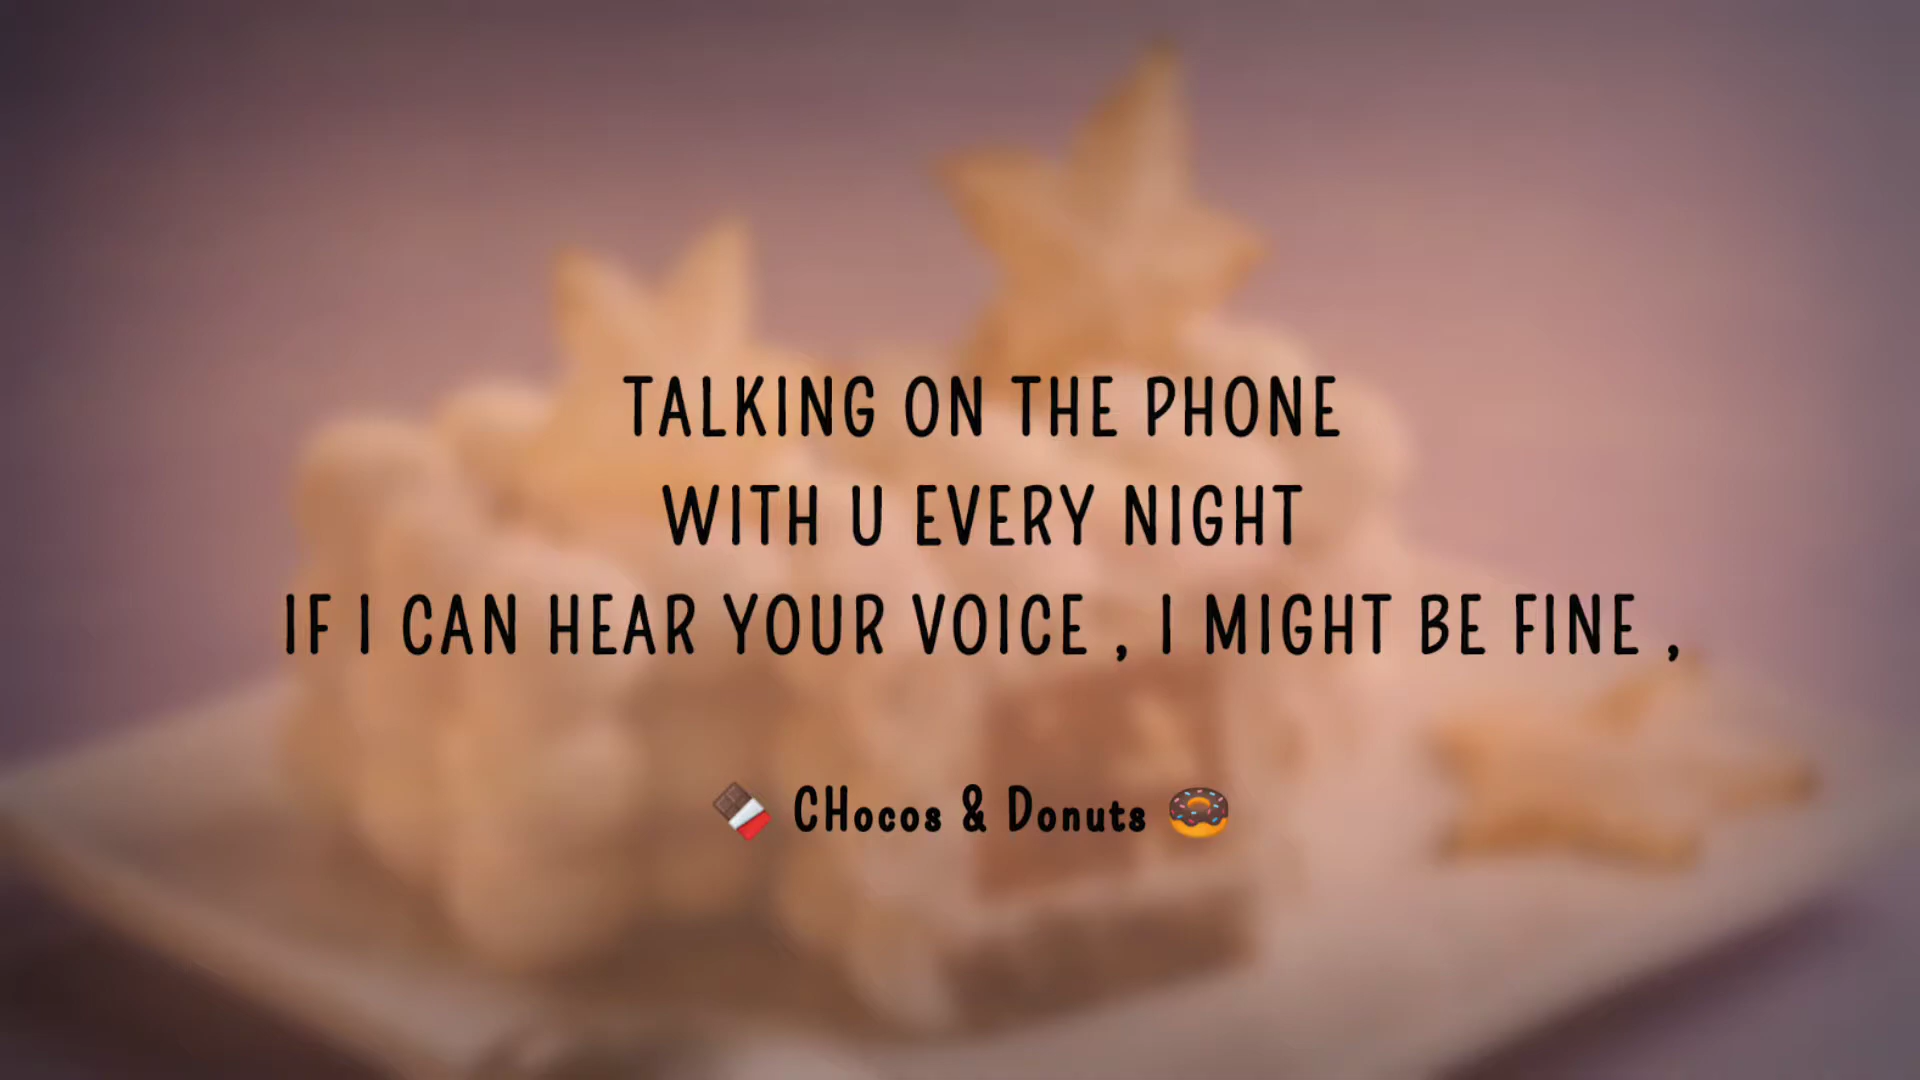 TALKING ON THE PHONE
WITH U EVERY NIGHT
IF I CAN HEAR YOUR VOICE , I MIGHT BE FINE ,
🍫 CHocos & Donuts 🍩